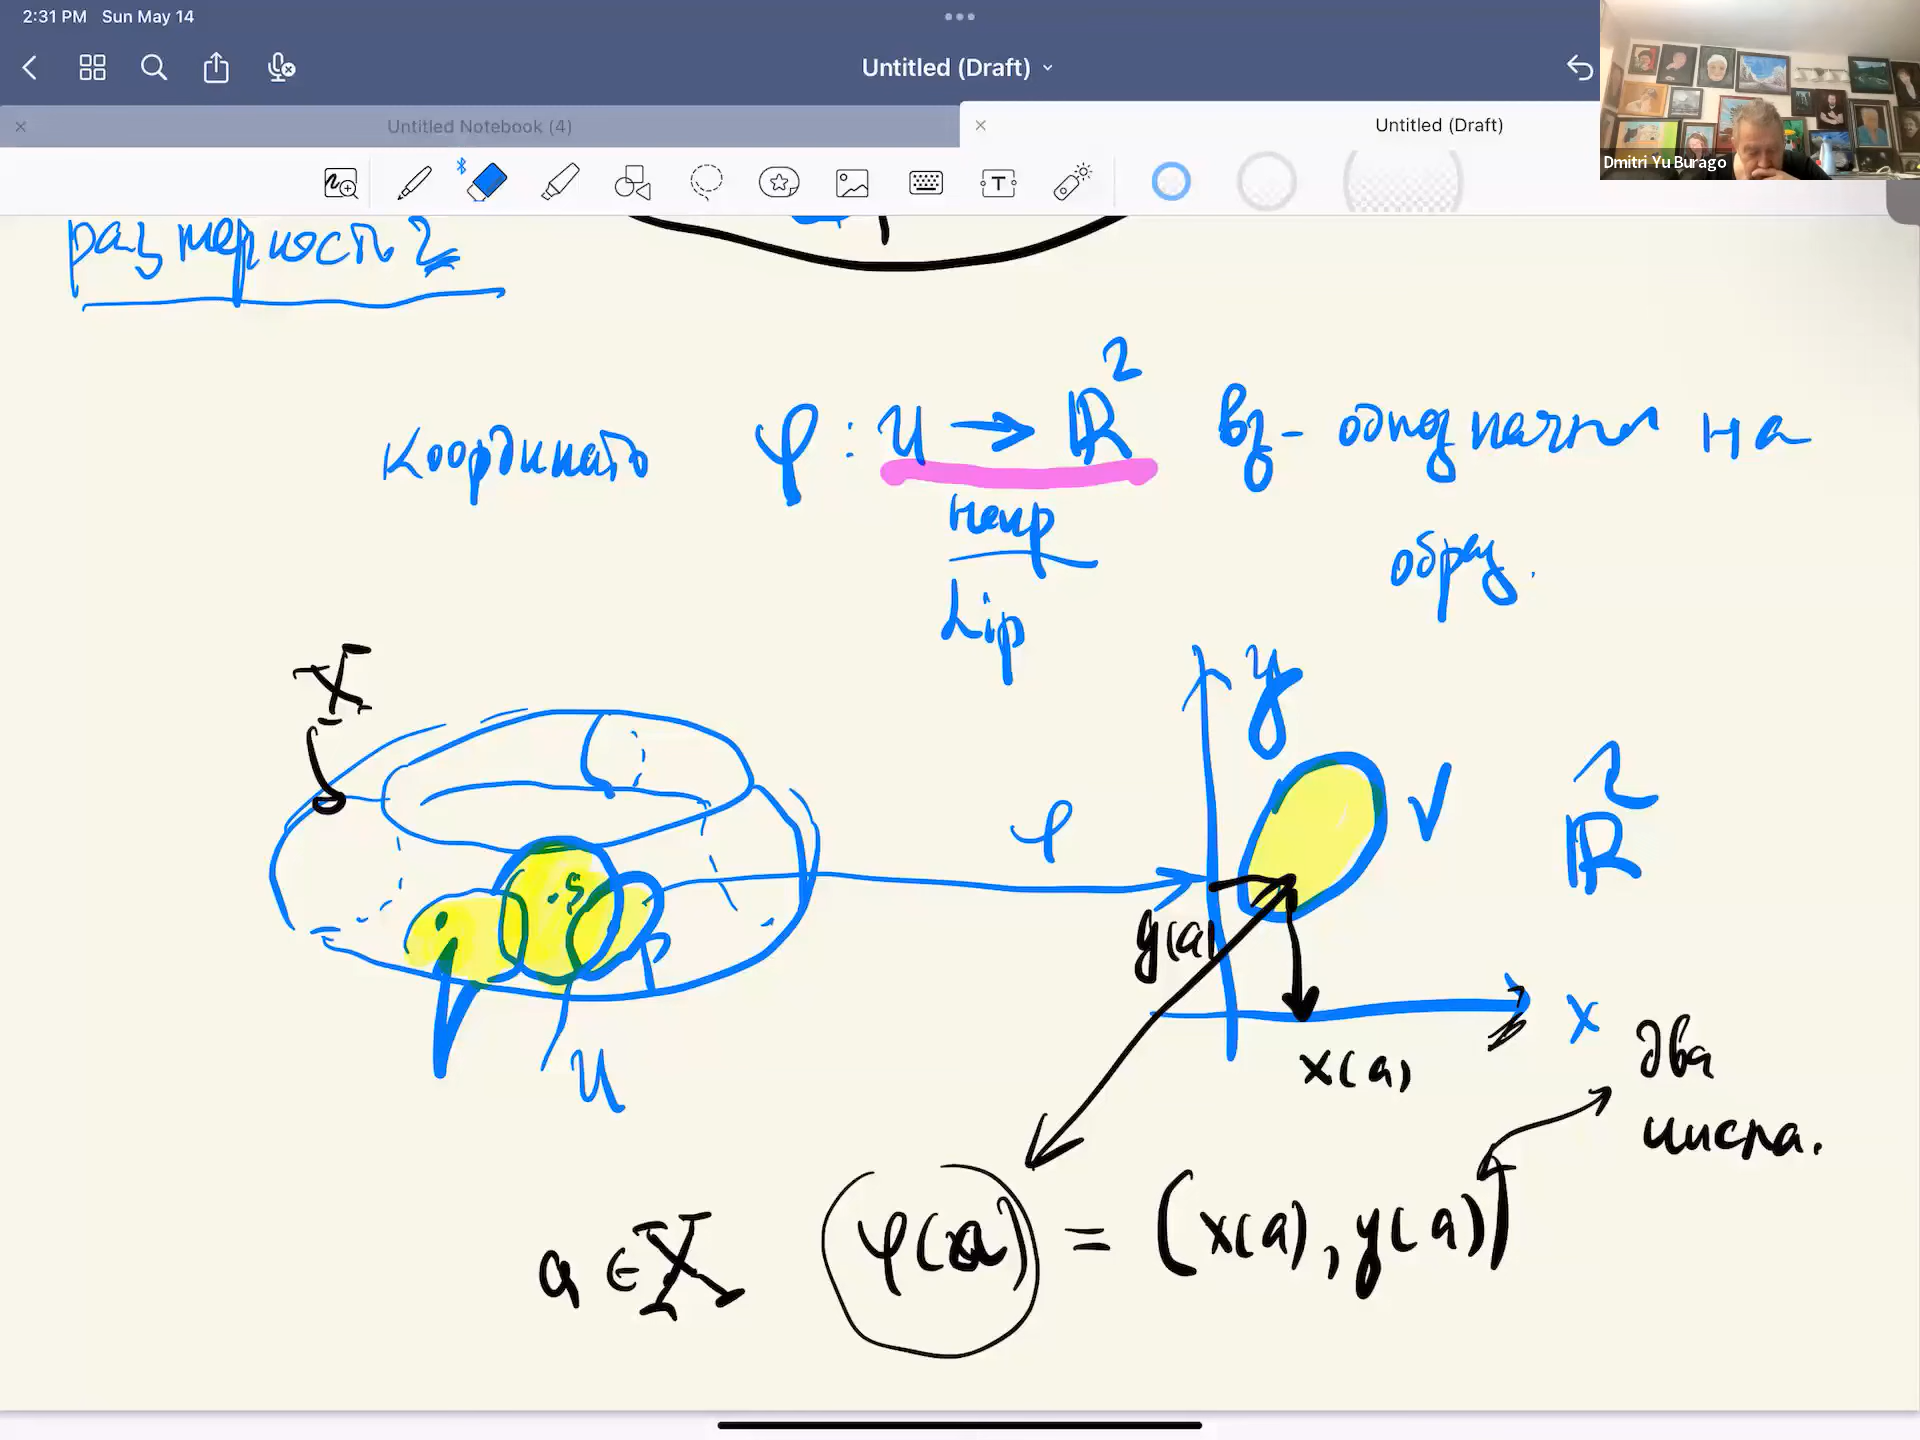 2:31 PM Sun May 14
Untitled (Draft)
Untitled Notebook (4)
Untitled (Draft)
Dmitri Yu Burago
T
размерность 2
координаты φ : U → ℝ² вз-однозначная на
непр
образ.
Lip
X
y
V
ℝ²
φ
y(a)
x
U
x(a)
два
числа.
a ∈ X φ(a) = (x(a), y(a))